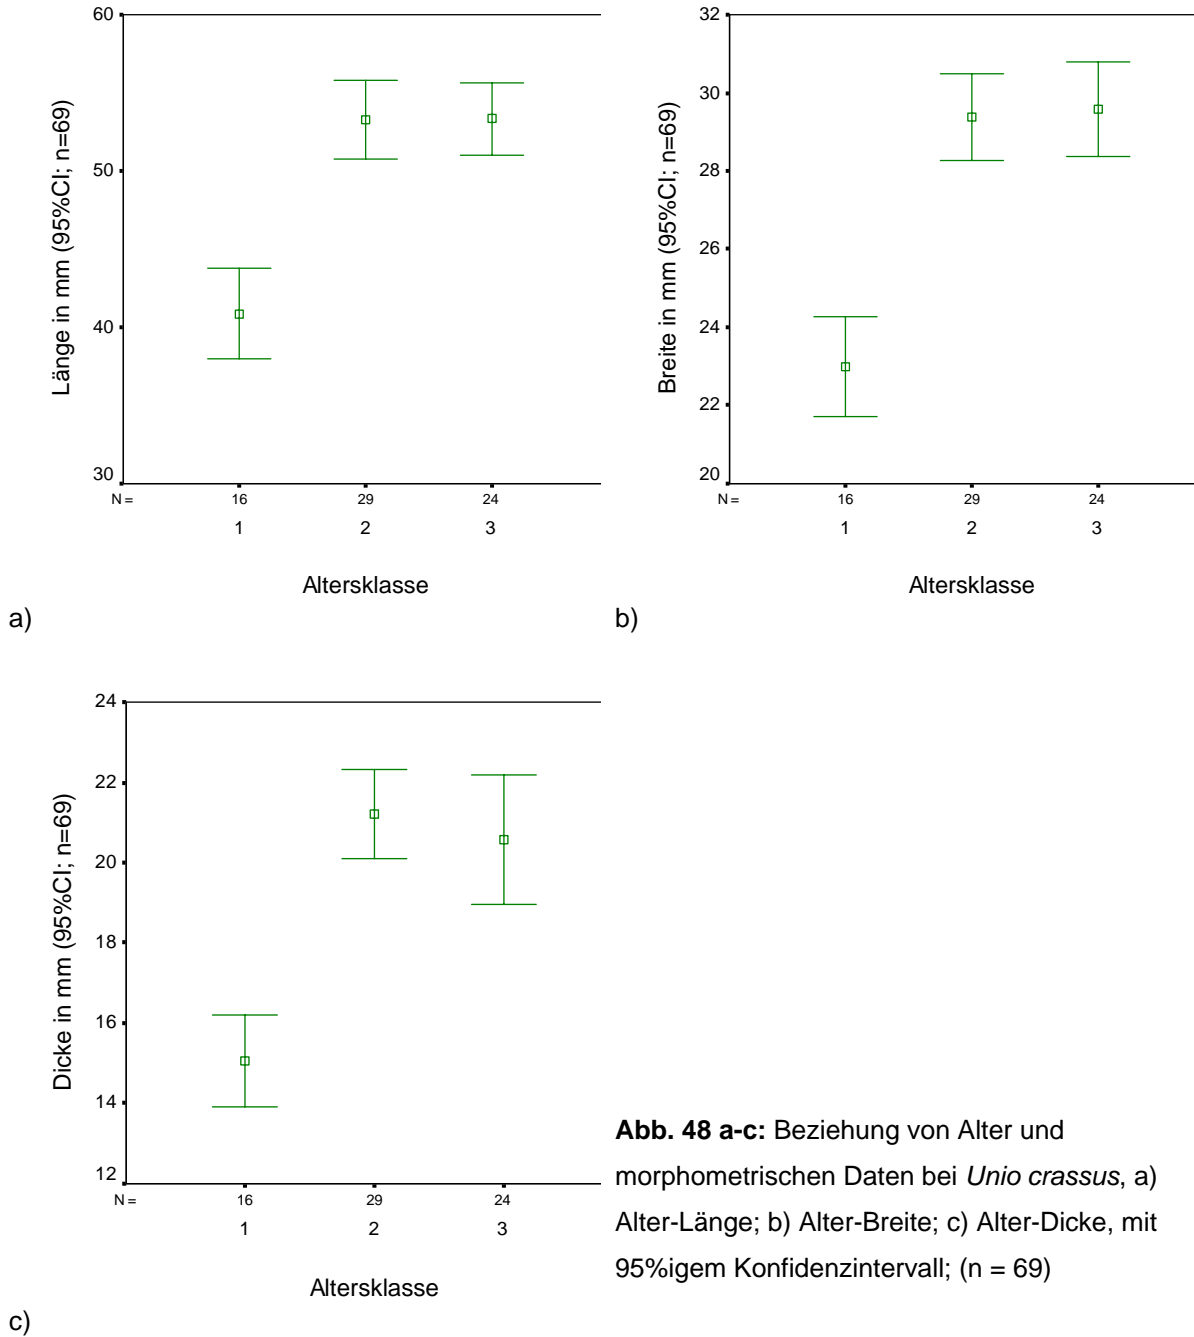 60
50
40
30
Länge in mm (95%CI; n=69)
N = 16 29 24
1 2 3
Altersklasse
a)
32
30
28
26
24
22
20
Breite in mm (95%CI; n=69)
N = 16 29 24
1 2 3
Altersklasse
b)
24
22
20
18
16
14
12
Dicke in mm (95%CI; n=69)
N = 16 29 24
1 2 3
Altersklasse
c)
Abb. 48 a-c: Beziehung von Alter und
morphometrischen Daten bei Unio crassus, a)
Alter-Länge; b) Alter-Breite; c) Alter-Dicke, mit
95%igem Konfidenzintervall; (n = 69)